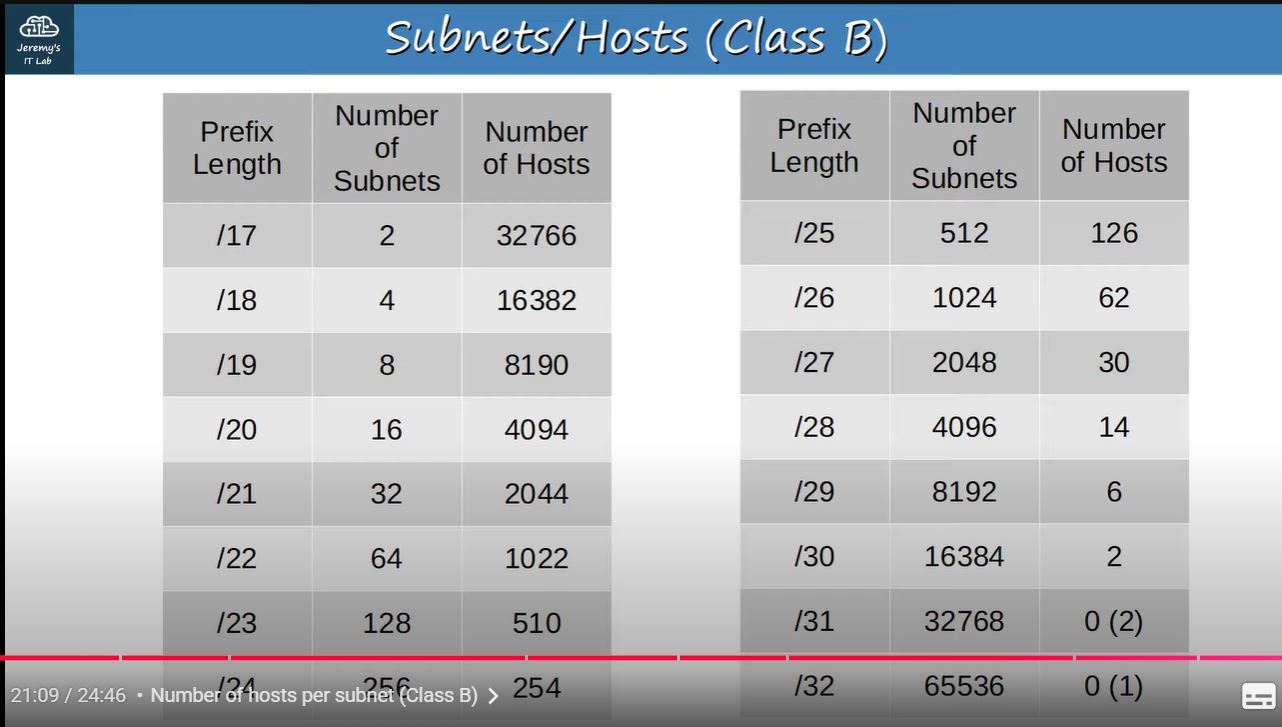 Jeremy's
IT Lab
Subnets/Hosts (Class B)
Prefix Length Number of Subnets Number of Hosts
/17 2 32766
/18 4 16382
/19 8 8190
/20 16 4094
/21 32 2044
/22 64 1022
/23 128 510
/24 256 254
Prefix Length Number of Subnets Number of Hosts
/25 512 126
/26 1024 62
/27 2048 30
/28 4096 14
/29 8192 6
/30 16384 2
/31 32768 0 (2)
/32 65536 0 (1)
21:09 / 24:46 • Number of hosts per subnet (Class B) >